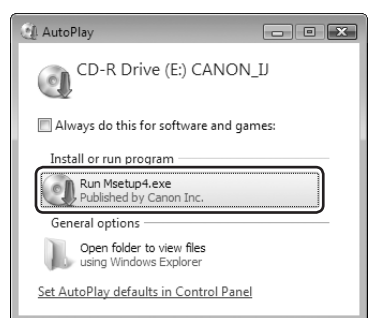 AutoPlay
CD-R Drive (E:) CANON_IJ
Always do this for software and games:
Install or run program
Run Msetup4.exe
Published by Canon Inc.
General options
Open folder to view files
using Windows Explorer
Set AutoPlay defaults in Control Panel